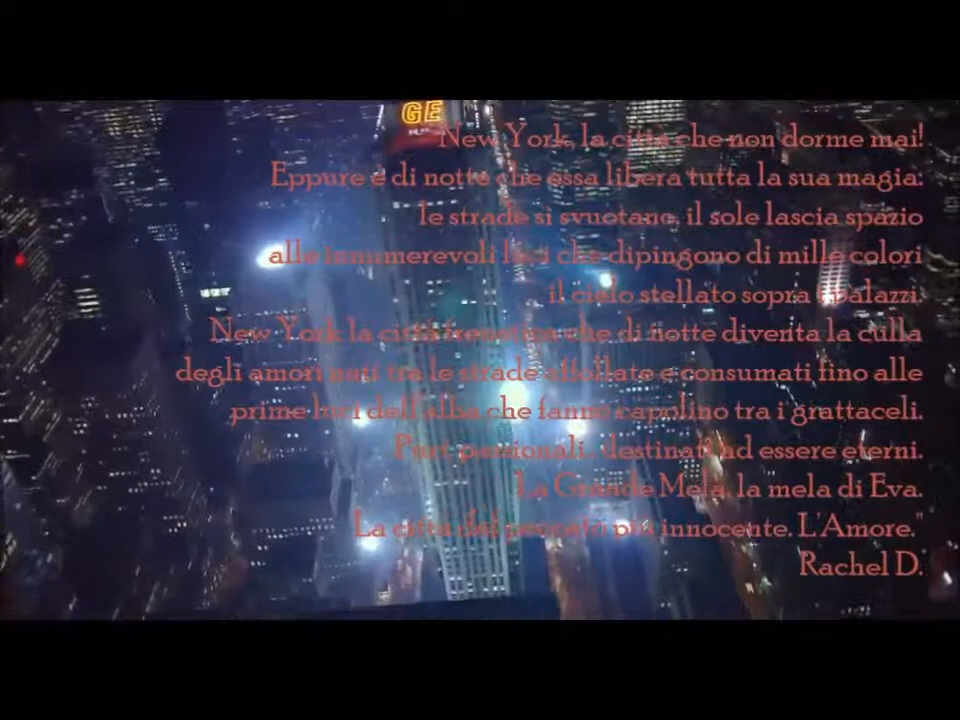 GE
New York, la città che non dorme mai!
Eppure è di notte che essa libera tutta la sua magia:
le strade si svuotano, il sole lascia spazio
alle innumerevoli luci che dipingono di mille colori
il cielo stellato sopra i palazzi.
New York la città frenetica che di notte diventa la culla
degli amori nati tra le strade affollate e consumati fino alle
prime luci dell'alba che fanno capolino tra i grattaceli.
Puri, passionali, destinati ad essere eterni.
La Grande Mela, la mela di Eva.
La città del peccato più innocente. L'Amore."
Rachel D.